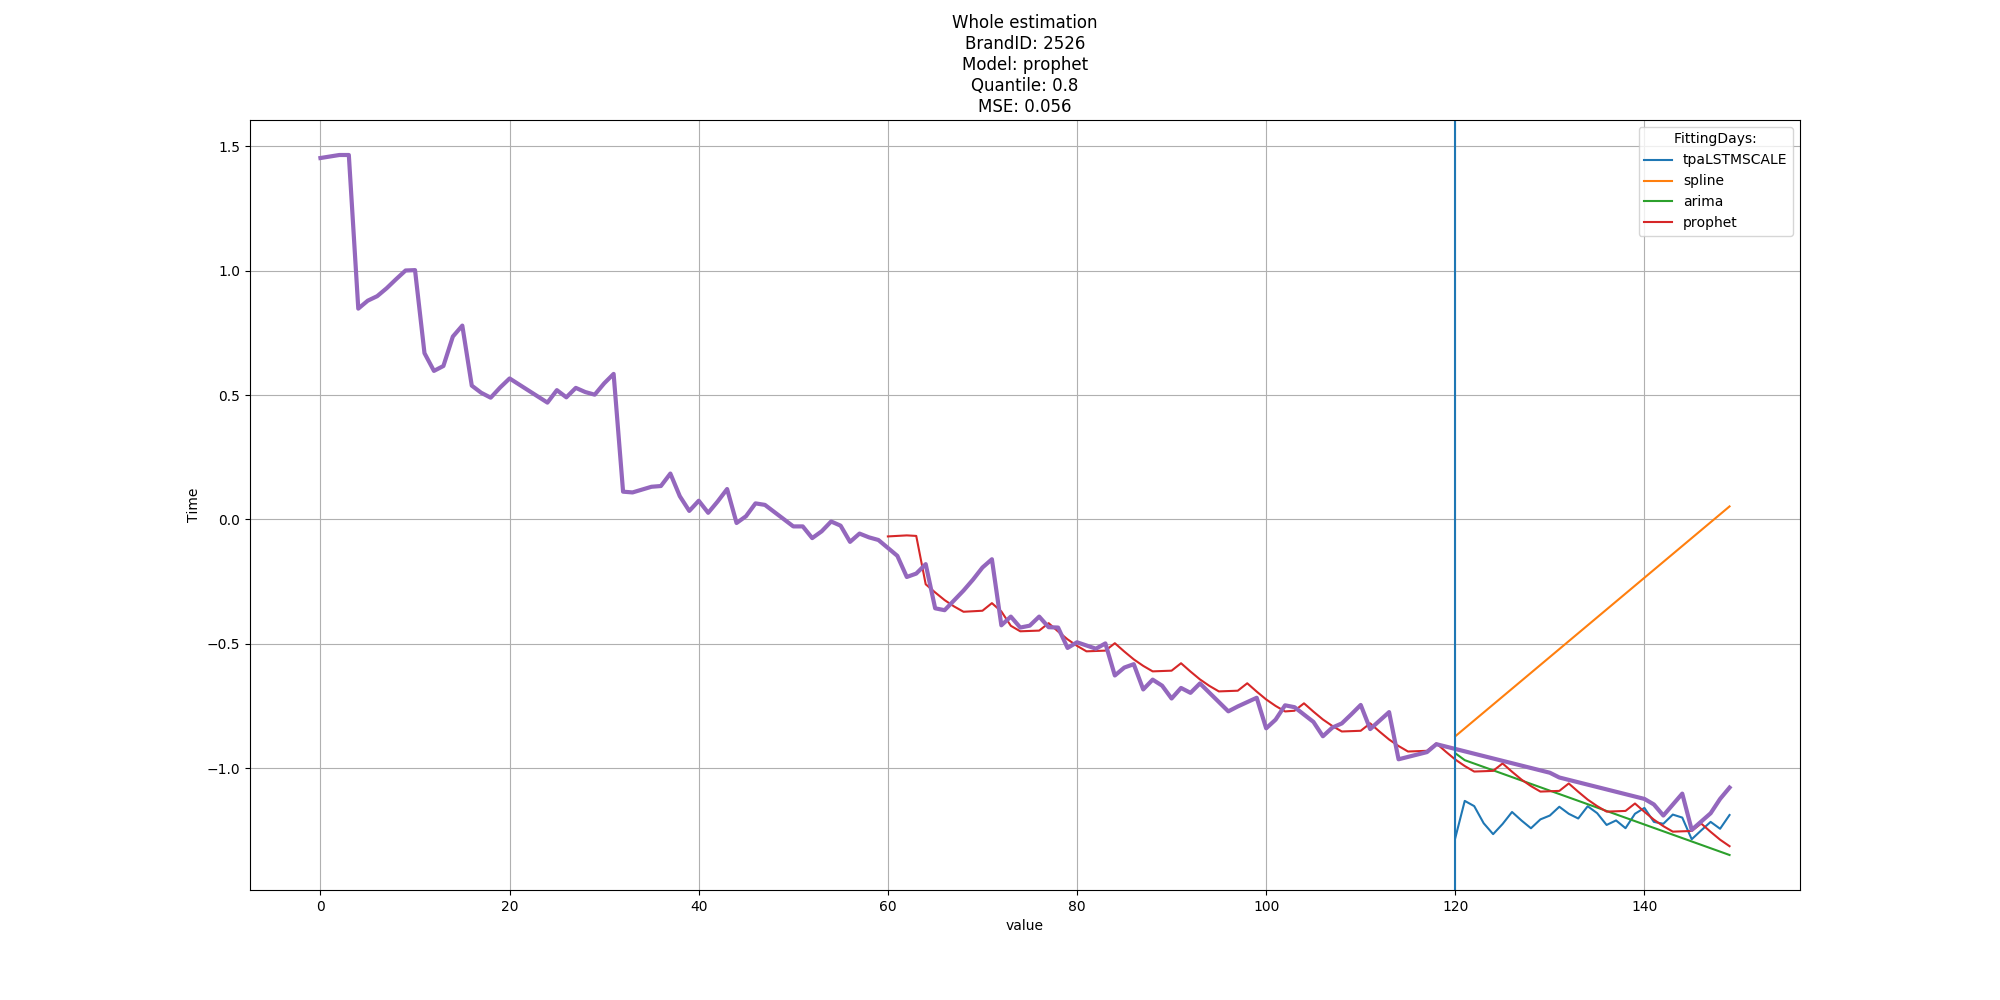 Whole estimation
BrandID: 2526
Model: prophet
Quantile: 0.8
MSE: 0.056
FittingDays:
tpaLSTMSCALE
spline
arima
prophet
1.5
1.0
0.5
0.0
−0.5
−1.0
Time
0 20 40 60 80 100 120 140
value